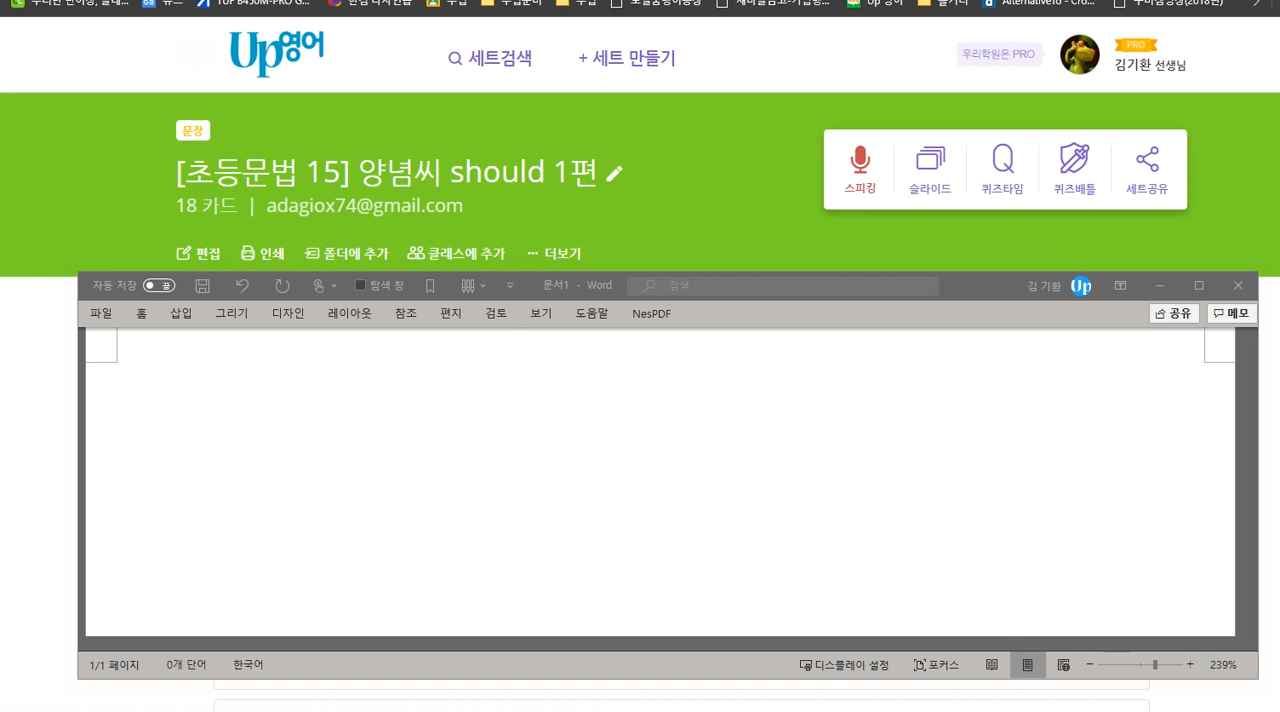 Up영어
세트검색
+ 세트 만들기
우리학원은 PRO
PRO
김기환 선생님
문장
[초등문법 15] 양념씨 should 1편
18 카드 | adagiox74@gmail.com
스피킹
슬라이드
퀴즈타임
퀴즈배틀
세트공유
편집
인쇄
폴더에 추가
클래스에 추가
··· 더보기
자동 저장
끔
탐색 창
문서1 - Word
검색
김 기환
Up
파일
홈
삽입
그리기
디자인
레이아웃
참조
편지
검토
보기
도움말
NesPDF
공유
메모
1/1 페이지
0개 단어
한국어
디스플레이 설정
포커스
239%